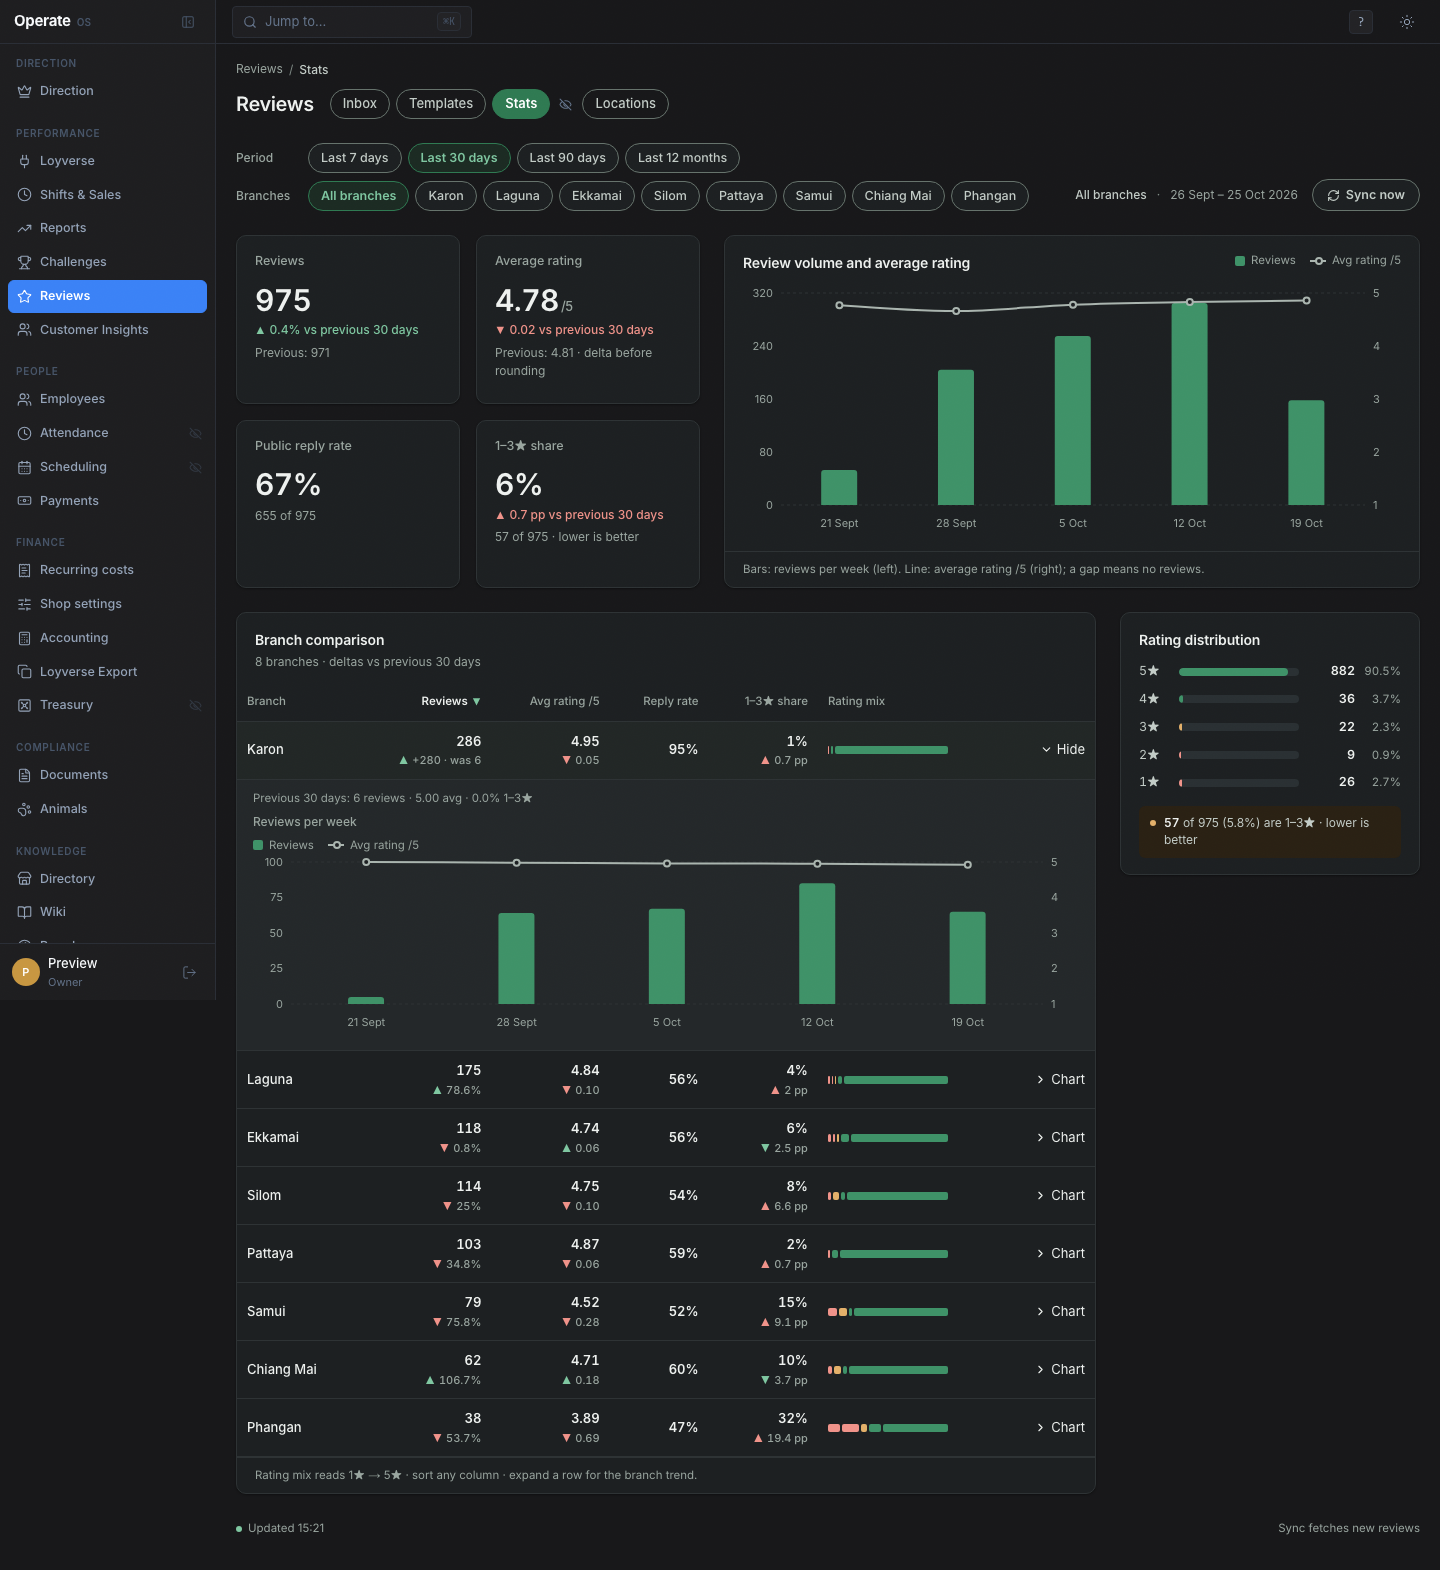 Operate OS
Jump to...
⌘K
?
DIRECTION
Direction
PERFORMANCE
Loyverse
Shifts & Sales
Reports
Challenges
Reviews
Customer Insights
PEOPLE
Employees
Attendance
Scheduling
Payments
FINANCE
Recurring costs
Shop settings
Accounting
Loyverse Export
Treasury
COMPLIANCE
Documents
Animals
KNOWLEDGE
Directory
Wiki
P
Preview
Owner
Reviews / Stats
Reviews Inbox Templates Stats Locations
Period Last 7 days Last 30 days Last 90 days Last 12 months
Branches All branches Karon Laguna Ekkamai Silom Pattaya Samui Chiang Mai Phangan
All branches · 26 Sept – 25 Oct 2026 Sync now
Reviews
975
▲ 0.4% vs previous 30 days
Previous: 971
Average rating
4.78/5
▼ 0.02 vs previous 30 days
Previous: 4.81 · delta before
rounding
Public reply rate
67%
655 of 975
1–3★ share
6%
▲ 0.7 pp vs previous 30 days
57 of 975 · lower is better
Review volume and average rating
Reviews Avg rating /5
320 5
240 4
160 3
80 2
0 1
21 Sept 28 Sept 5 Oct 12 Oct 19 Oct
Bars: reviews per week (left). Line: average rating /5 (right); a gap means no reviews.
Branch comparison
8 branches · deltas vs previous 30 days
Branch Reviews ▼ Avg rating /5 Reply rate 1–3★ share Rating mix
Karon 286 4.95 95% 1% Hide
▲ +280 · was 6 ▼ 0.05 ▲ 0.7 pp
Previous 30 days: 6 reviews · 5.00 avg · 0.0% 1–3★
Reviews per week
Reviews Avg rating /5
100 5
75 4
50 3
25 2
0 1
21 Sept 28 Sept 5 Oct 12 Oct 19 Oct
Laguna 175 4.84 56% 4% Chart
▲ 78.6% ▼ 0.10 ▲ 2 pp
Ekkamai 118 4.74 56% 6% Chart
▼ 0.8% ▲ 0.06 ▼ 2.5 pp
Silom 114 4.75 54% 8% Chart
▼ 25% ▼ 0.10 ▲ 6.6 pp
Pattaya 103 4.87 59% 2% Chart
▼ 34.8% ▼ 0.06 ▲ 0.7 pp
Samui 79 4.52 52% 15% Chart
▼ 75.8% ▼ 0.28 ▲ 9.1 pp
Chiang Mai 62 4.71 60% 10% Chart
▲ 106.7% ▲ 0.18 ▼ 3.7 pp
Phangan 38 3.89 47% 32% Chart
▼ 53.7% ▼ 0.69 ▲ 19.4 pp
Rating mix reads 1★ → 5★ · sort any column · expand a row for the branch trend.
Rating distribution
5★ 882 90.5%
4★ 36 3.7%
3★ 22 2.3%
2★ 9 0.9%
1★ 26 2.7%
57 of 975 (5.8%) are 1–3★ · lower is
better
Updated 15:21
Sync fetches new reviews